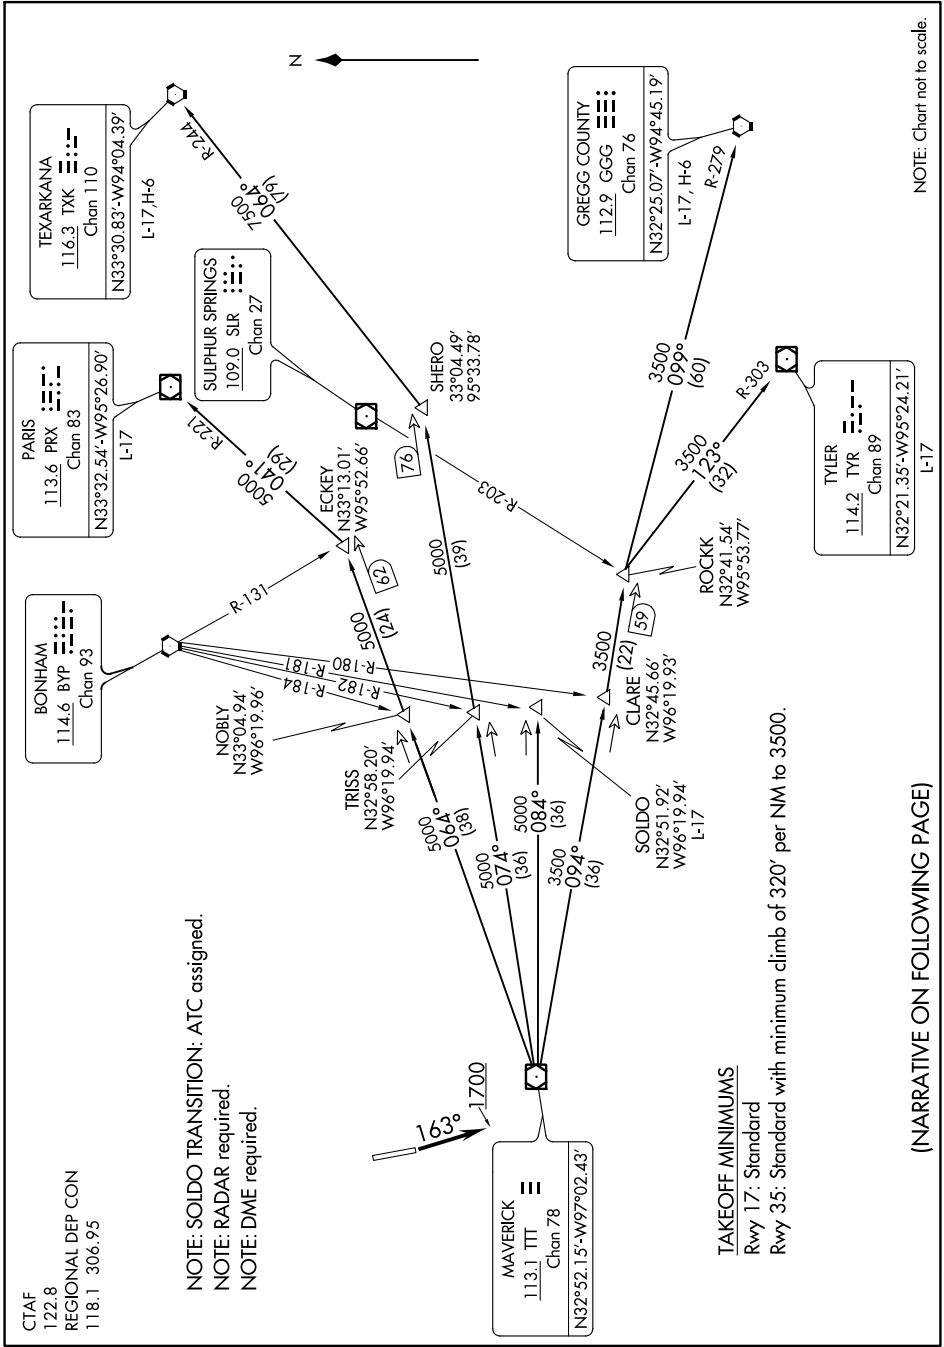 CTAF
122.8
REGIONAL DEP CON
118.1 306.95
NOTE: SOLDO TRANSITION: ATC assigned.
NOTE: RADAR required.
NOTE: DME required.
163°
1700
MAVERICK
113.1 TTT
Chan 78
N32°52.15'-W97°02.43'
TAKEOFF MINIMUMS
Rwy 17: Standard
Rwy 35: Standard with minimum climb of 320' per NM to 3500.
BONHAM
114.6 BYP
Chan 93
R-131
R-180
R-181
R-182
R-184
NOBLY
N33°04.94'
W96°19.96'
TRISS
N32°58.20'
W96°19.94'
SOLDO
N32°51.92'
W96°19.94'
L-17
CLARE
N32°45.66'
W96°19.93'
5000
064°
(38)
5000
074°
(36)
5000
084°
(36)
3500
094°
(36)
5000
(24)
62
ECKEY
N33°13.01'
W95°52.66'
5000
041°
(29)
R-221
PARIS
113.6 PRX
Chan 83
N33°32.54'-W95°26.90'
L-17
5000
(39)
76
SHERO
33°04.49'
95°33.78'
7500
064°
(79)
R-244
TEXARKANA
116.3 TXK
Chan 110
N33°30.83'-W94°04.39'
L-17,H-6
SULPHUR SPRINGS
109.0 SLR
Chan 27
R-203
3500
(22)
59
ROCKK
N32°41.54'
W95°53.77'
3500
099°
(60)
R-279
GREGG COUNTY
112.9 GGG
Chan 76
N32°25.07'-W94°45.19'
L-17, H-6
3500
123°
(32)
R-303
TYLER
114.2 TYR
Chan 89
N32°21.35'-W95°24.21'
L-17
N
NOTE: Chart not to scale.
(NARRATIVE ON FOLLOWING PAGE)